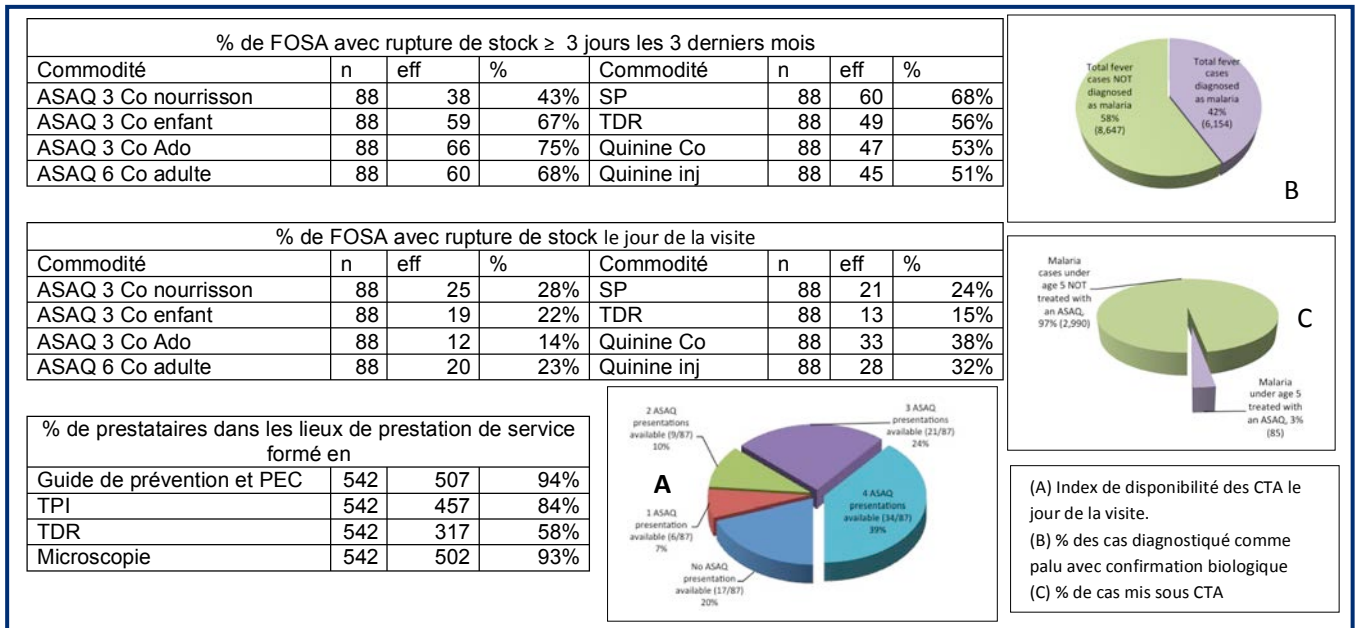 % de FOSA avec rupture de stock ≥ 3 jours les 3 derniers mois
Commodité n eff % Commodité n eff %
ASAQ 3 Co nourrisson 88 38 43% SP 88 60 68%
ASAQ 3 Co enfant 88 59 67% TDR 88 49 56%
ASAQ 3 Co Ado 88 66 75% Quinine Co 88 47 53%
ASAQ 6 Co adulte 88 60 68% Quinine inj 88 45 51%
Total fever
cases NOT
diagnosed
as malaria
58%
(8,647)
Total fever
cases
diagnosed
as malaria
42%
(6,154)
B
% de FOSA avec rupture de stock le jour de la visite
Commodité n eff % Commodité n eff %
ASAQ 3 Co nourrisson 88 25 28% SP 88 21 24%
ASAQ 3 Co enfant 88 19 22% TDR 88 13 15%
ASAQ 3 Co Ado 88 12 14% Quinine Co 88 33 38%
ASAQ 6 Co adulte 88 20 23% Quinine inj 88 28 32%
Malaria
cases under
age 5 NOT
treated with
an ASAQ,
97% (2,990)
C
Malaria
under age 5
treated with
an ASAQ, 3%
(85)
% de prestataires dans les lieux de prestation de service
formé en
Guide de prévention et PEC 542 507 94%
TPI 542 457 84%
TDR 542 317 58%
Microscopie 542 502 93%
A
2 ASAQ
presentations
available (9/87)
10%
3 ASAQ
presentations
available (21/87)
24%
1 ASAQ
presentation
available (6/87)
7%
4 ASAQ
presentations
available (34/87)
39%
No ASAQ
presentation
available (17/87)
20%
(A) Index de disponibilité des CTA le
jour de la visite.
(B) % des cas diagnostiqué comme
palu avec confirmation biologique
(C) % de cas mis sous CTA